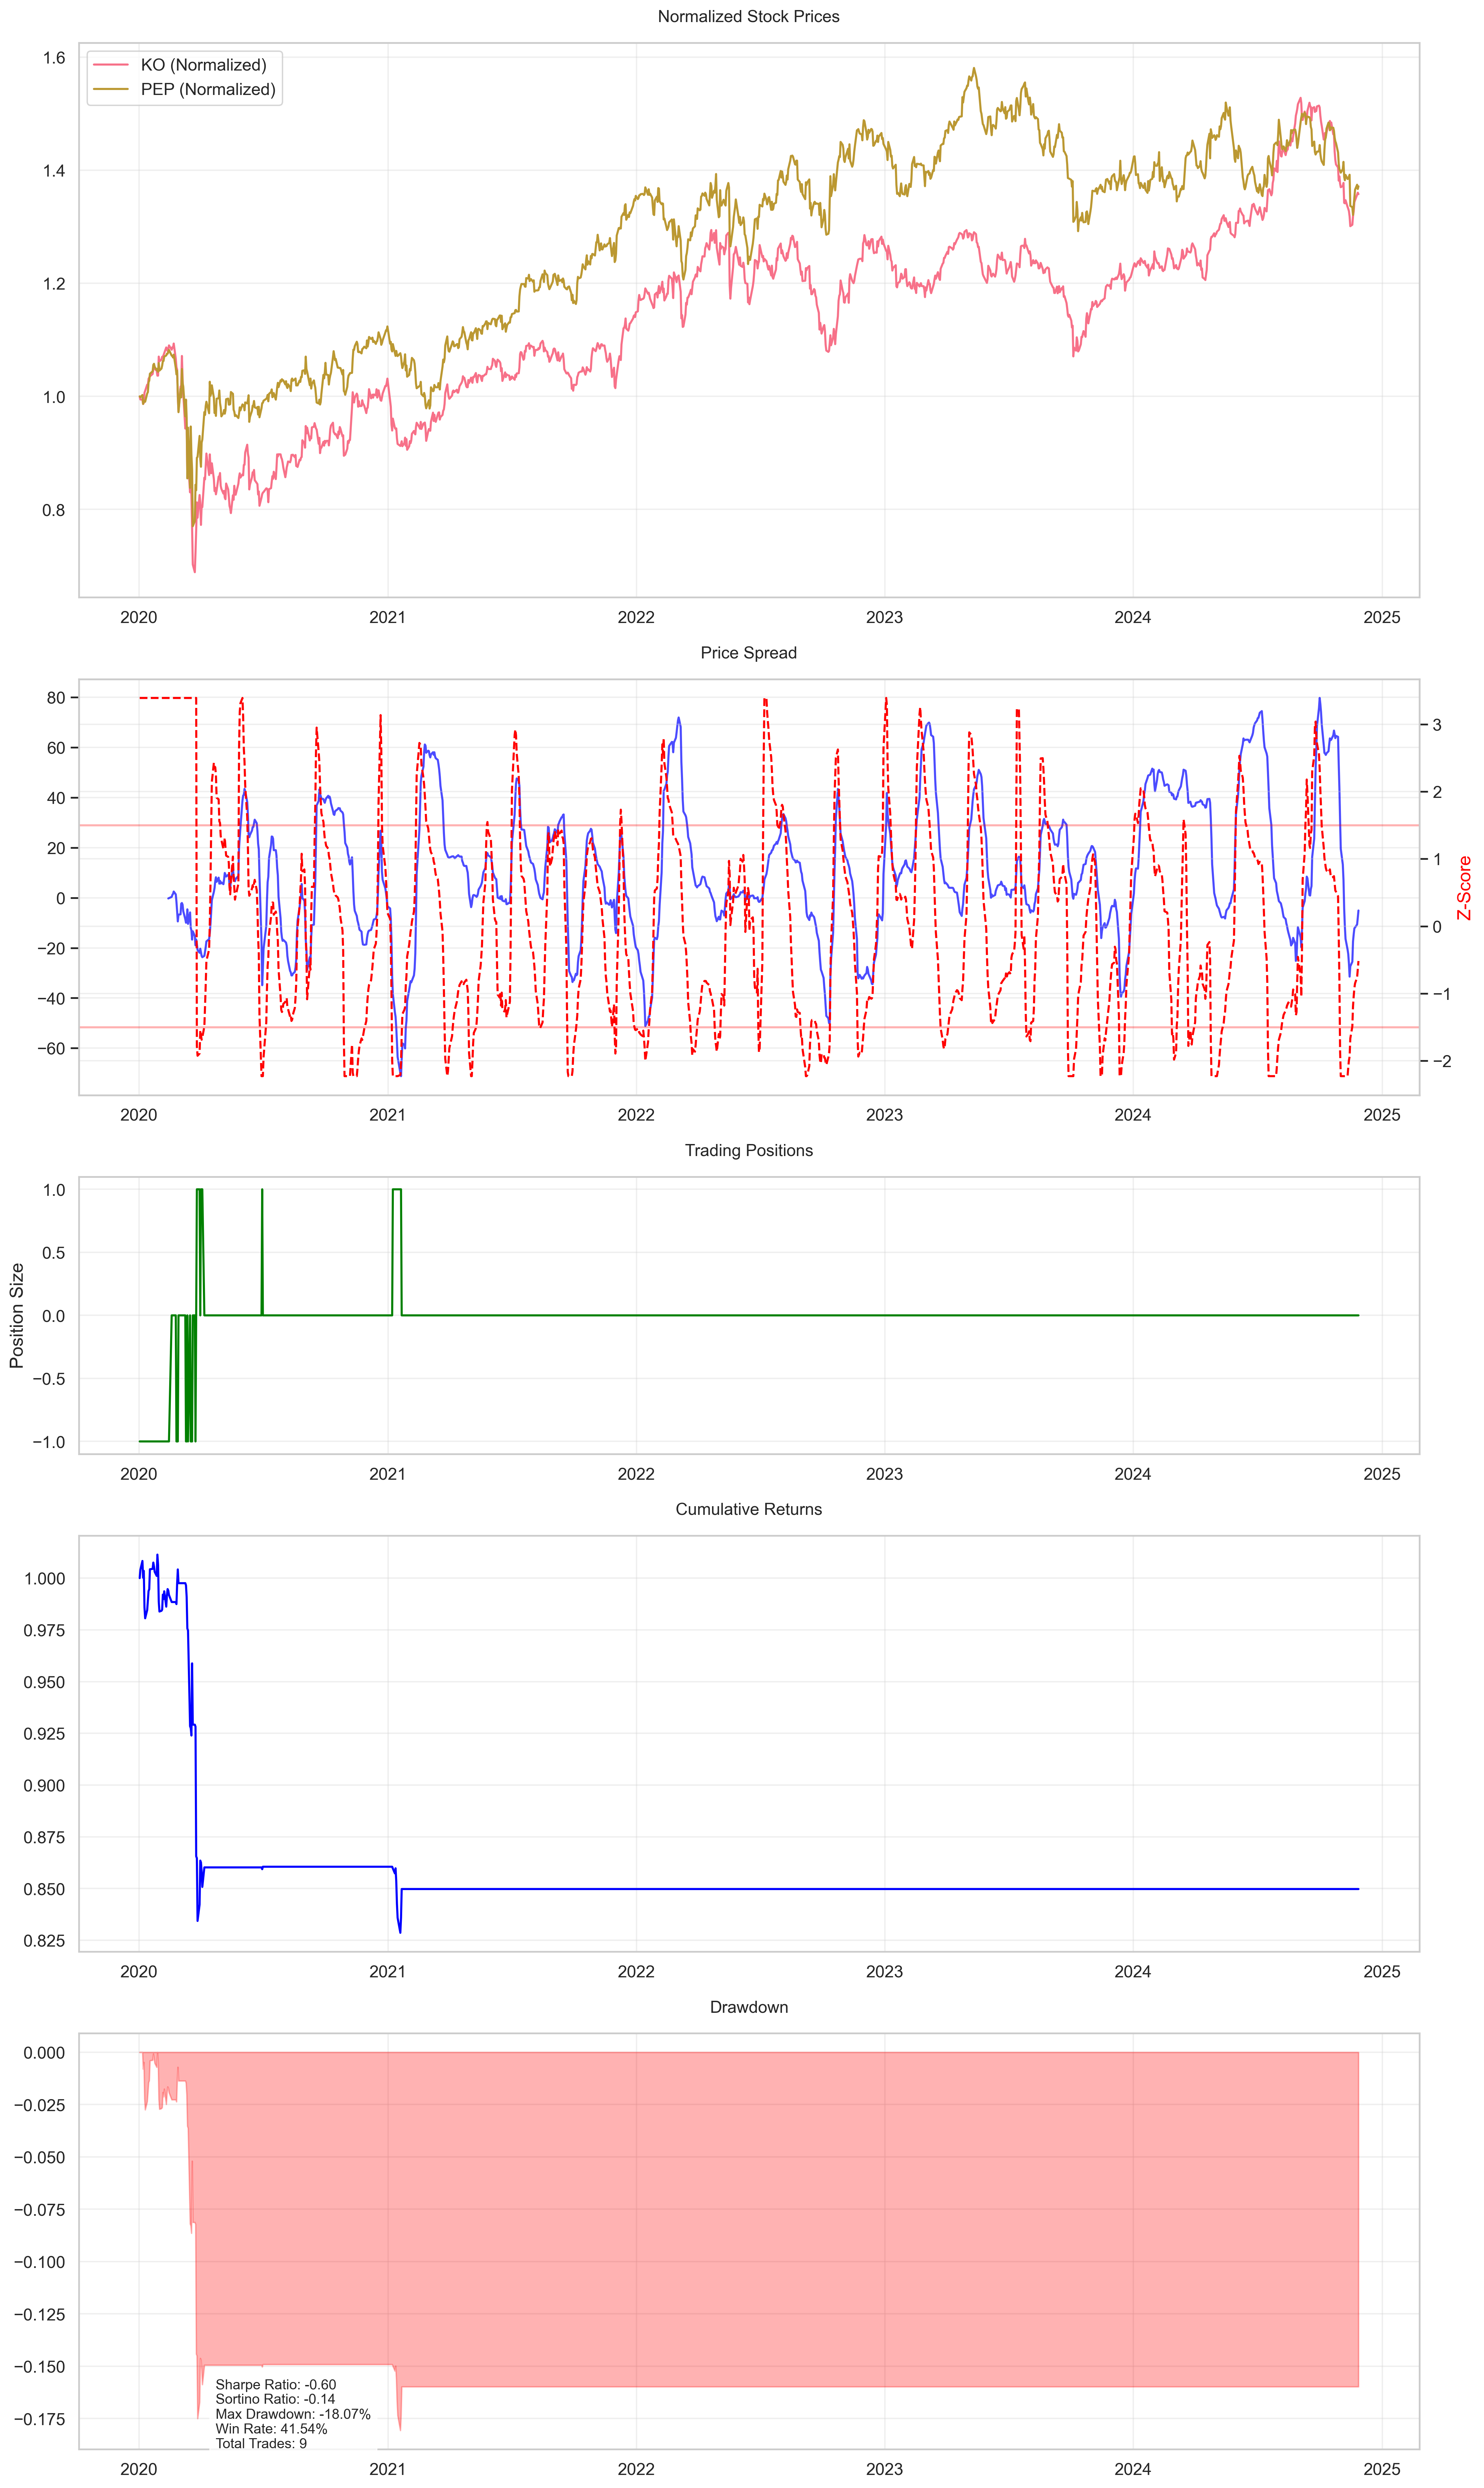 Normalized Stock Prices
KO (Normalized)
PEP (Normalized)
1.6
1.4
1.2
1.0
0.8
2020 2021 2022 2023 2024 2025
Price Spread
80
60
40
20
0
−20
−40
−60
3
2
1
0
−1
−2
Z-Score
2020 2021 2022 2023 2024 2025
Trading Positions
Position Size
1.0
0.5
0.0
−0.5
−1.0
2020 2021 2022 2023 2024 2025
Cumulative Returns
1.000
0.975
0.950
0.925
0.900
0.875
0.850
0.825
2020 2021 2022 2023 2024 2025
Drawdown
0.000
−0.025
−0.050
−0.075
−0.100
−0.125
−0.150
−0.175
Sharpe Ratio: -0.60
Sortino Ratio: -0.14
Max Drawdown: -18.07%
Win Rate: 41.54%
Total Trades: 9
2020 2021 2022 2023 2024 2025